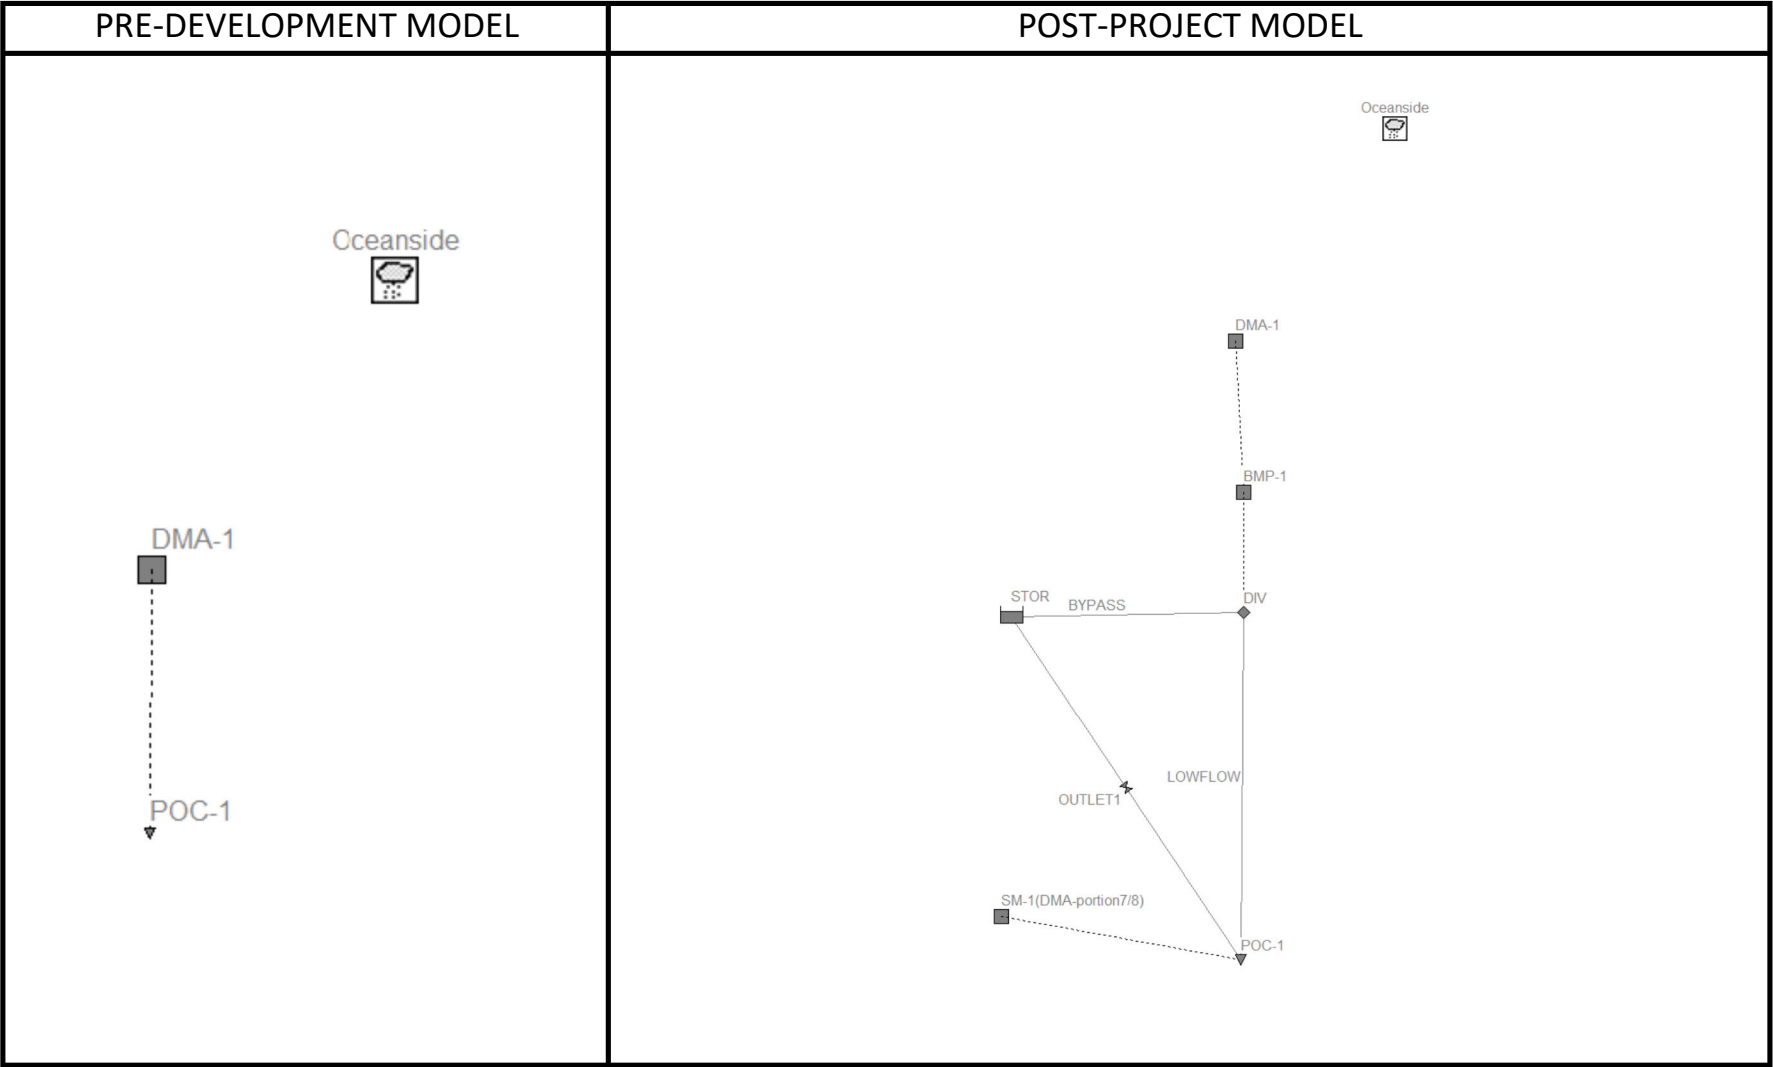 PRE-DEVELOPMENT MODEL
POST-PROJECT MODEL
Oceanside
DMA-1
POC-1
Oceanside
DMA-1
BMP-1
DIV
STOR
BYPASS
LOWFLOW
OUTLET1
SM-1(DMA-portion7/8)
POC-1